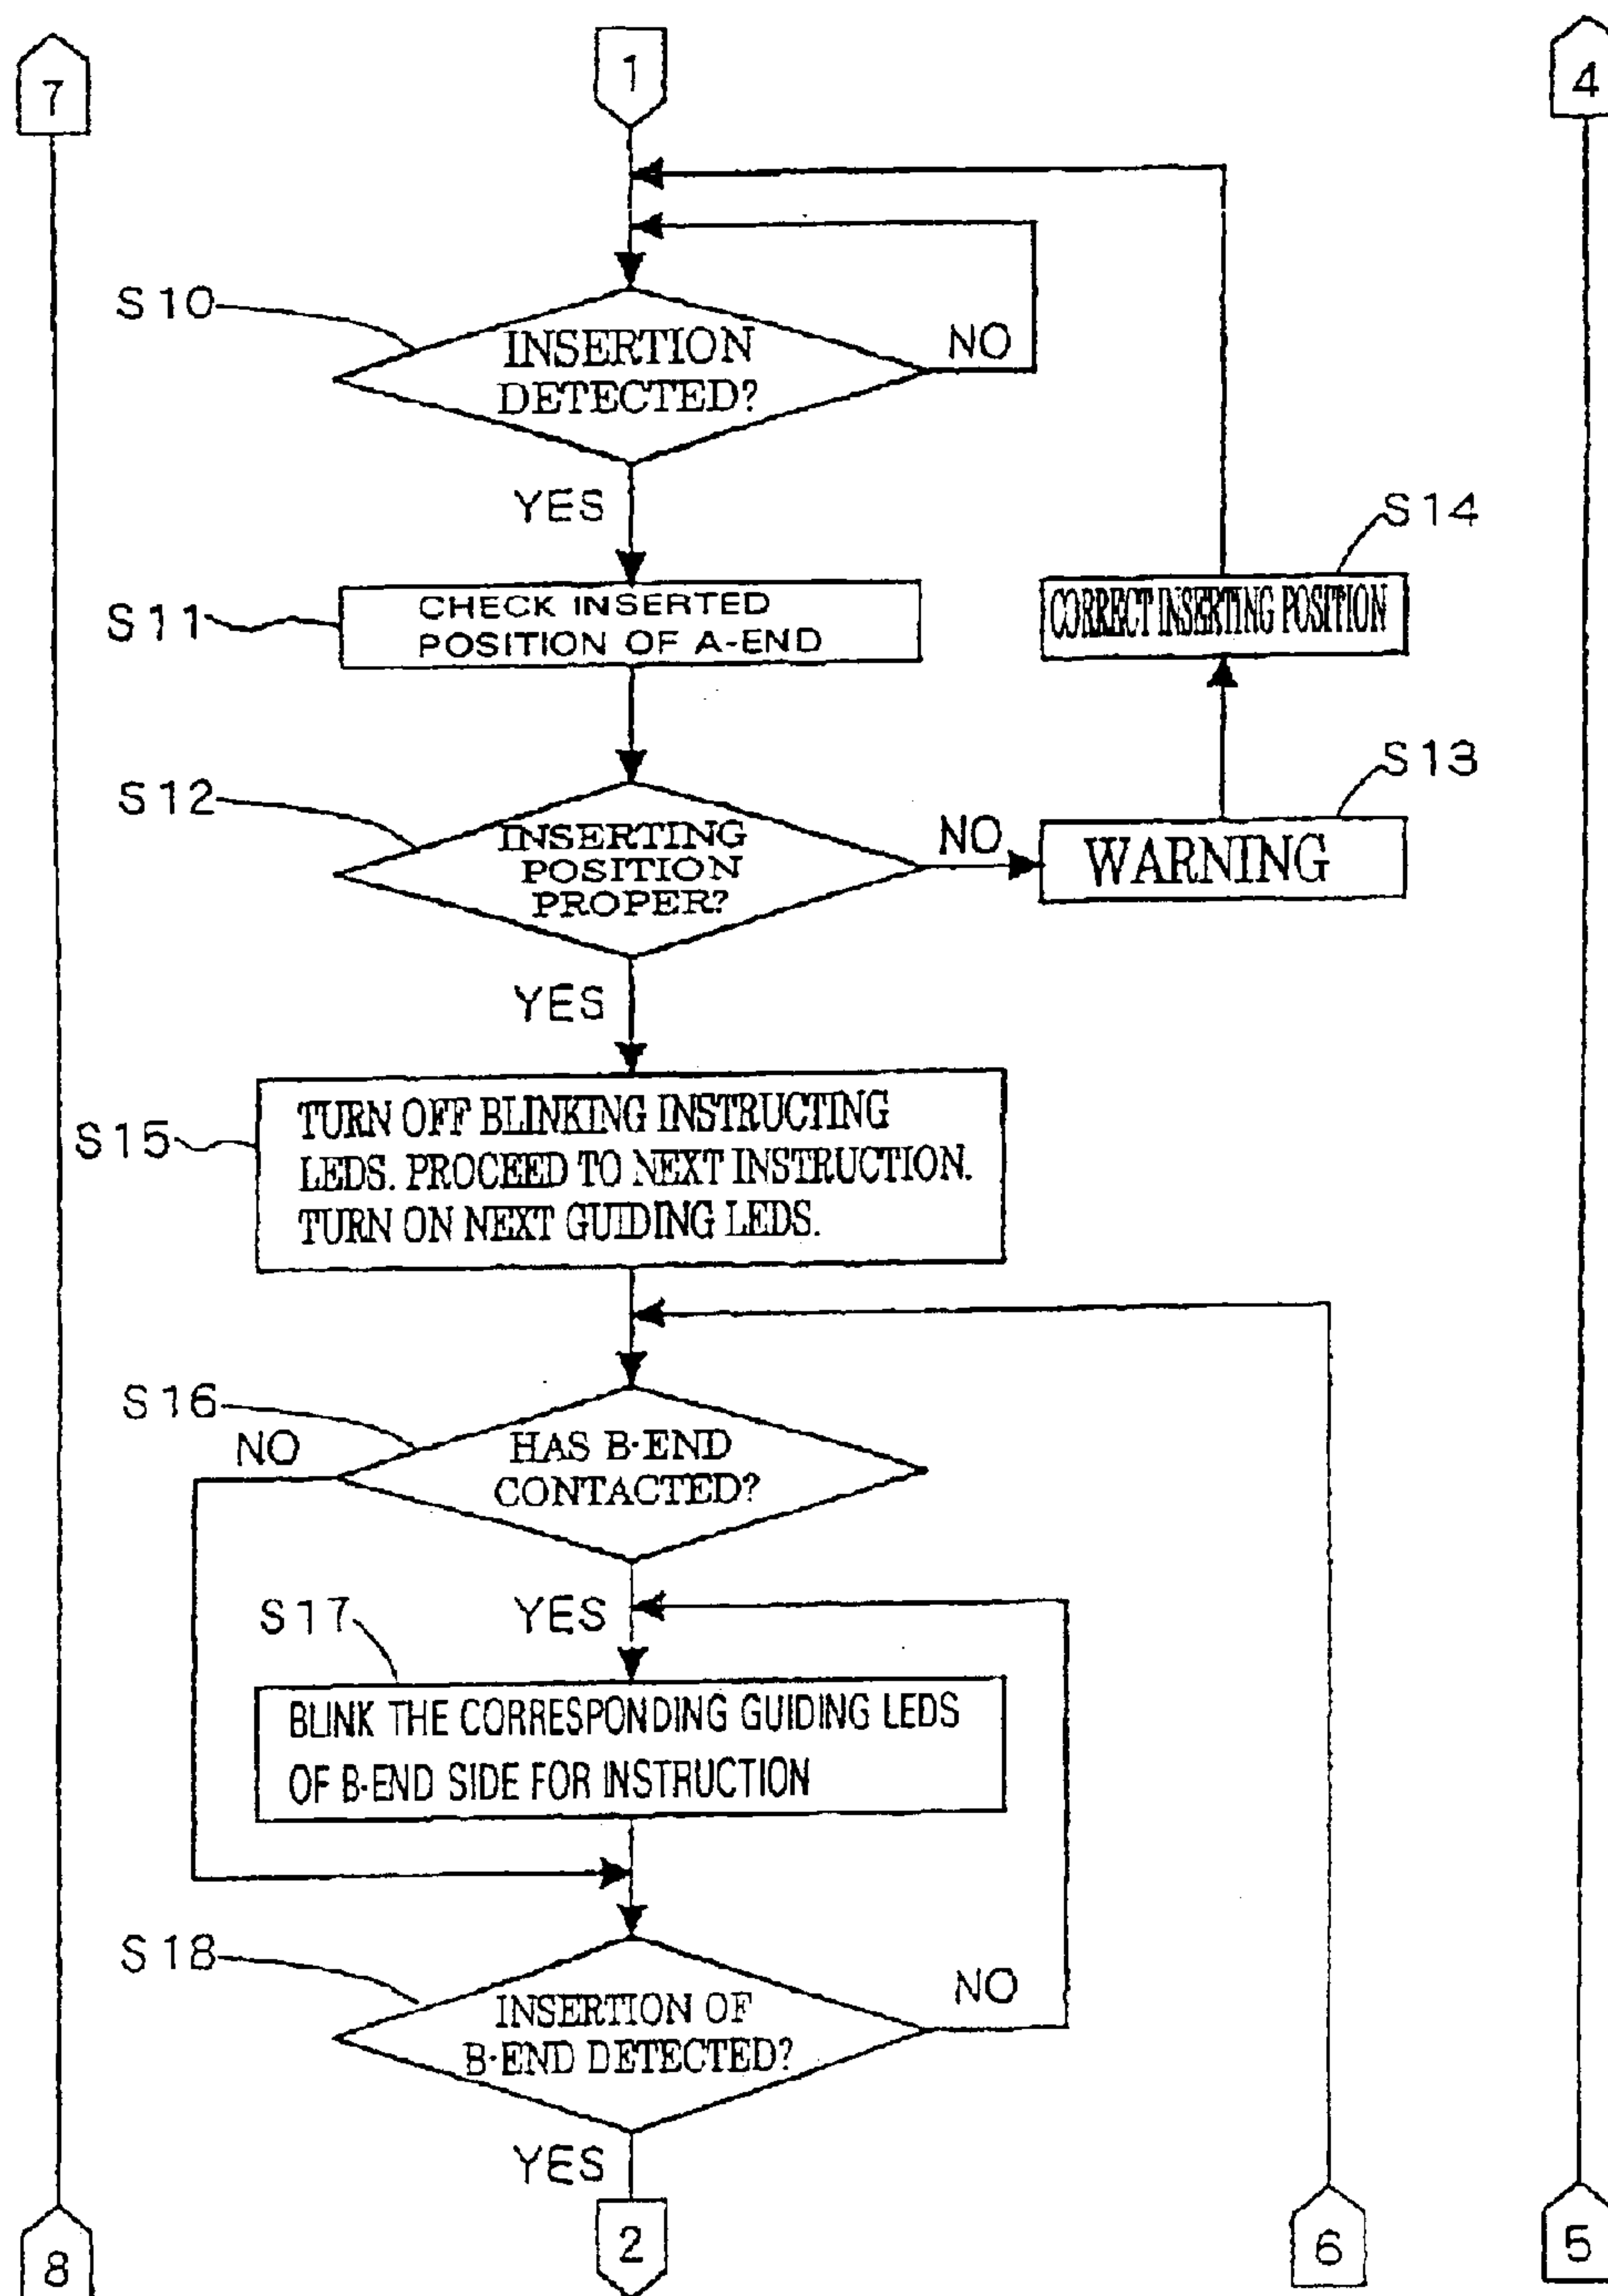 7
1
4
S10
INSERTION
DETECTED?
NO
YES
S11
CHECK INSERTED
POSITION OF A-END
S14
CORRECT INSERTING POSITION
S12
INSERTING
POSITION
PROPER?
NO
S13
WARNING
YES
S15
TURN OFF BLINKING INSTRUCTING
LEDS. PROCEED TO NEXT INSTRUCTION.
TURN ON NEXT GUIDING LEDS.
S16
NO
HAS B-END
CONTACTED?
YES
S17
BLINK THE CORRESPONDING GUIDING LEDS
OF B-END SIDE FOR INSTRUCTION
S18
INSERTION OF
B-END DETECTED?
NO
YES
8
2
6
5